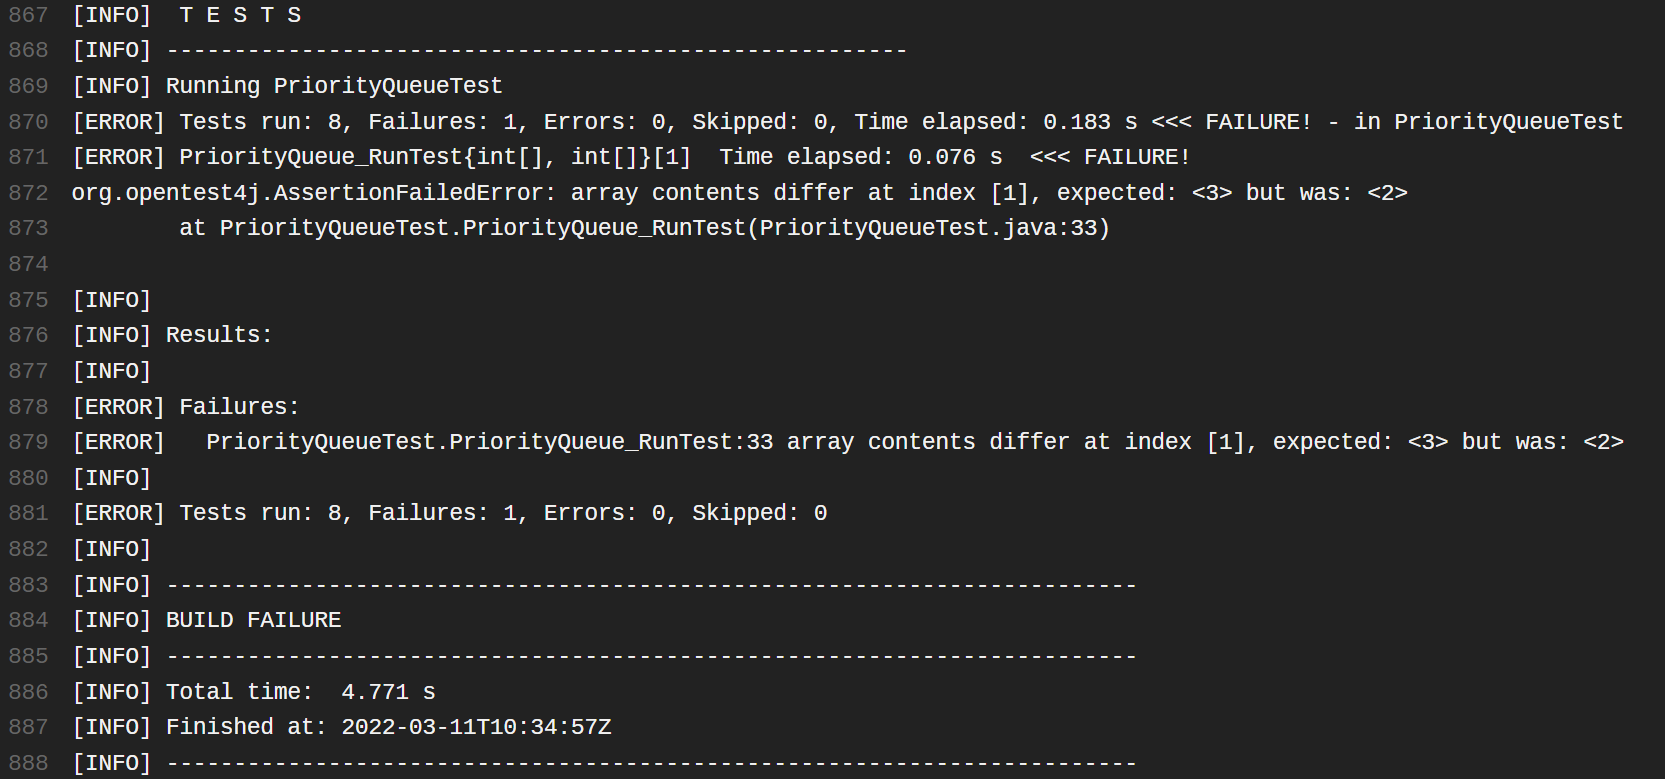 867 [INFO]  T E S T S
868 [INFO] -------------------------------------------------------
869 [INFO] Running PriorityQueueTest
870 [ERROR] Tests run: 8, Failures: 1, Errors: 0, Skipped: 0, Time elapsed: 0.183 s <<< FAILURE! - in PriorityQueueTest
871 [ERROR] PriorityQueue_RunTest{int[], int[]}[1]  Time elapsed: 0.076 s  <<< FAILURE!
872 org.opentest4j.AssertionFailedError: array contents differ at index [1], expected: <3> but was: <2>
873         at PriorityQueueTest.PriorityQueue_RunTest(PriorityQueueTest.java:33)
874
875 [INFO]
876 [INFO] Results:
877 [INFO]
878 [ERROR] Failures:
879 [ERROR]   PriorityQueueTest.PriorityQueue_RunTest:33 array contents differ at index [1], expected: <3> but was: <2>
880 [INFO]
881 [ERROR] Tests run: 8, Failures: 1, Errors: 0, Skipped: 0
882 [INFO]
883 [INFO] ------------------------------------------------------------------------
884 [INFO] BUILD FAILURE
885 [INFO] ------------------------------------------------------------------------
886 [INFO] Total time:  4.771 s
887 [INFO] Finished at: 2022-03-11T10:34:57Z
888 [INFO] ------------------------------------------------------------------------